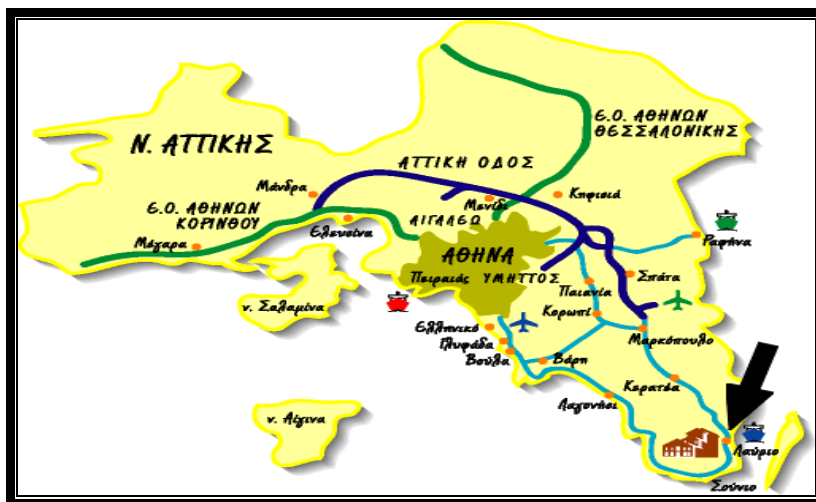 Ε.Ο. ΑΘΗΝΩΝ
ΘΕΣΣΑΛΟΝΙΚΗΣ
Ν. ΑΤΤΙΚΗΣ
ΑΤΤΙΚΗ ΟΔΟΣ
Μάνδρα
Μενίδι
Κηφισιά
Ε.Ο. ΑΘΗΝΩΝ
ΚΟΡΙΝΘΟΥ
ΑΙΓΑΛΕΩ
Ελευσίνα
Μέγαρα
Ραφήνα
ΑΘΗΝΑ
Πειραιάς
ΥΜΗΤΤΟΣ
Σπάτα
Παιανία
ν. Σαλαμίνα
Κορωπί
Ελληνικό
Γλυφάδα
Βούλα
Μαρκόπουλο
Βάρη
Κερατέα
Λαγονήσι
ν. Αίγινα
Λαύριο
Σούνιο